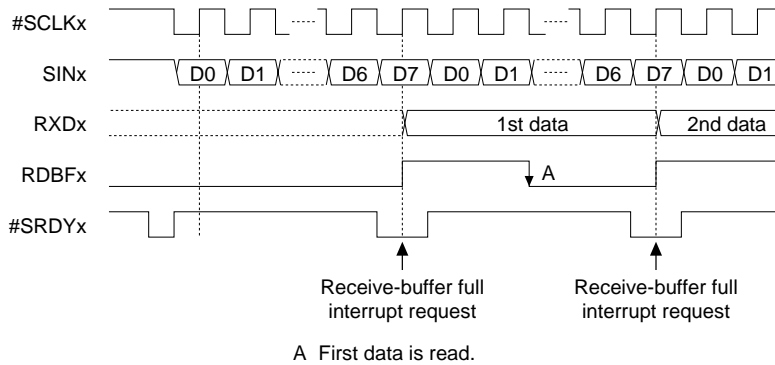 #SCLKx
SINx D0 D1 D6 D7 D0 D1 D6 D7 D0 D1
RXDx 1st data 2nd data
RDBFx A
#SRDYx
Receive-buffer full Receive-buffer full
interrupt request interrupt request
A First data is read.